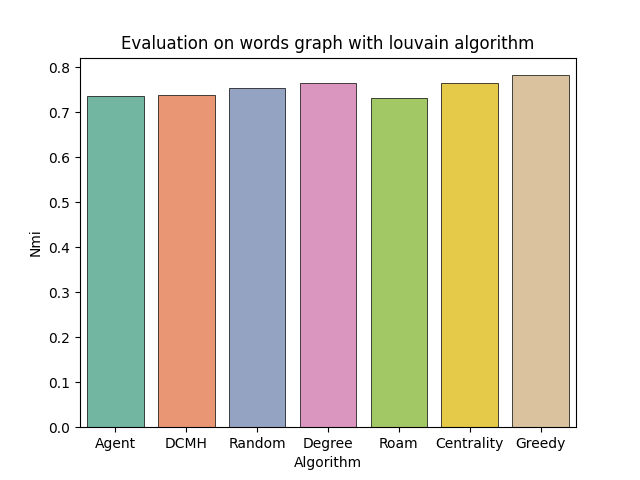 Evaluation on words graph with louvain algorithm
0.8
0.7
0.6
0.5
0.4
0.3
0.2
0.1
0.0
Nmi
Agent DCMH Random Degree Roam Centrality Greedy
Algorithm